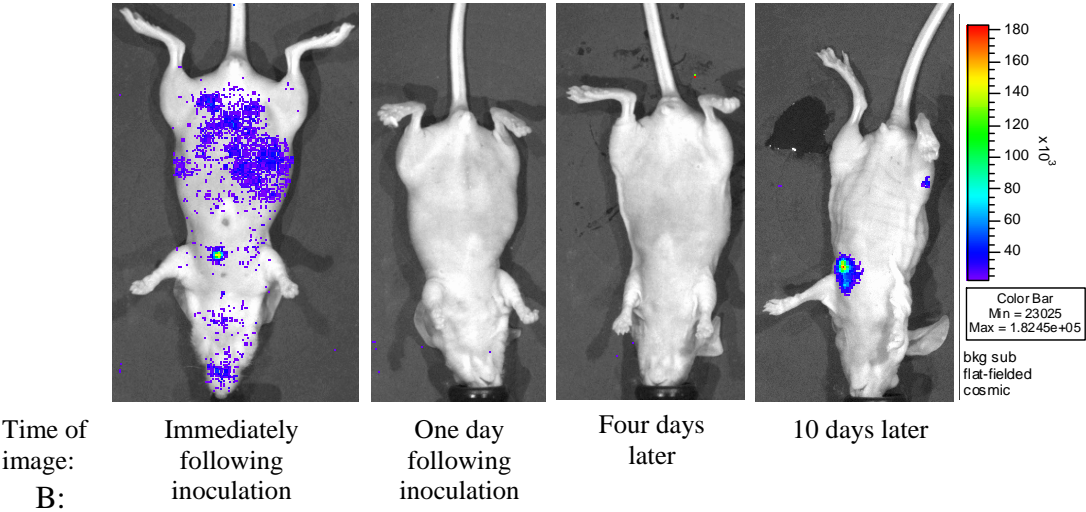 180
160
140
120
100
80
60
40
x10³
Color Bar
Min = 23025
Max = 1.8245e+05
bkg sub
flat-fielded
cosmic
Time of
image:
Immediately
following
inoculation
One day
following
inoculation
Four days
later
10 days later
B: